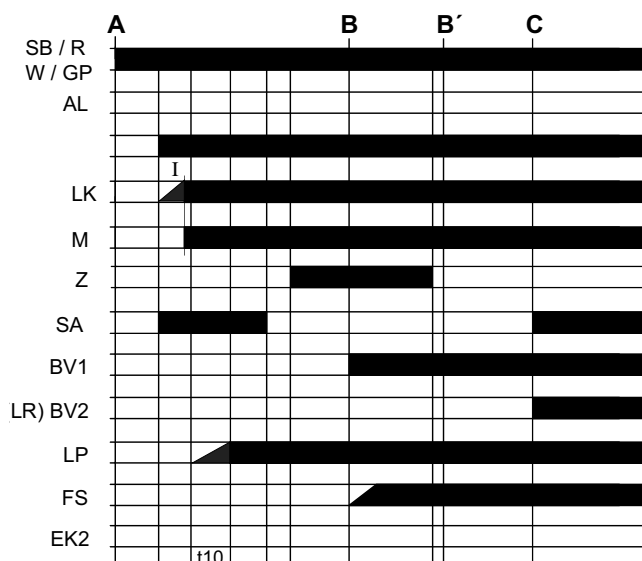 A B B´ C
SB / R
W / GP
AL
I
LK
M
Z
SA
BV1
LR) BV2
LP
FS
EK2
t10